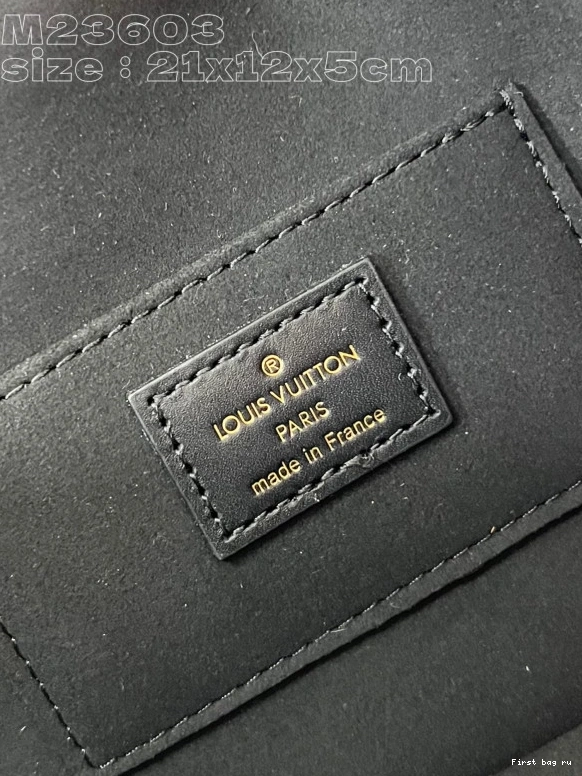 M23603
size : 21x12x5cm
®
LOUIS VUITTON
PARIS
made in France
First bag ru